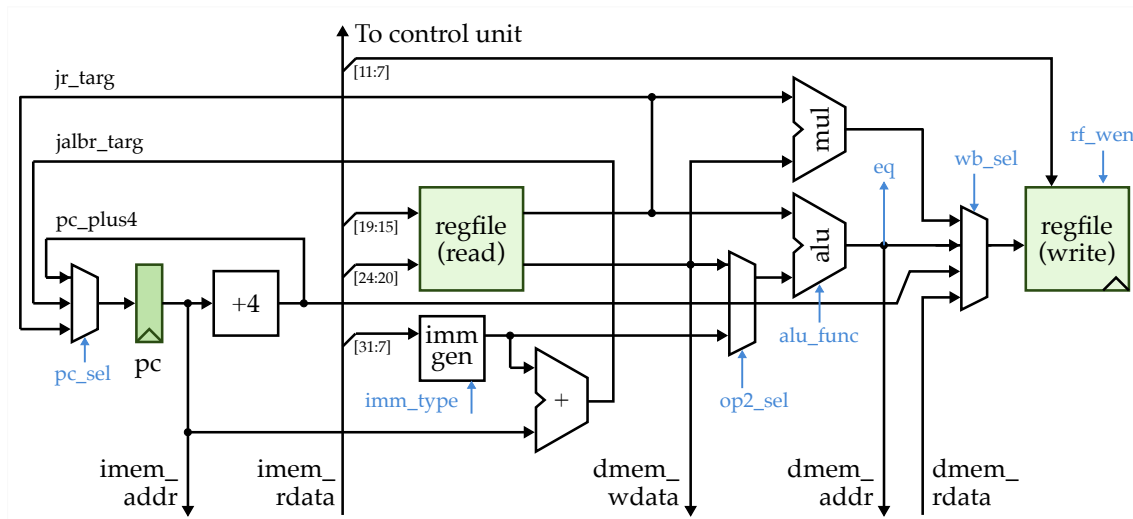 To control unit
[11:7]
jr_targ
mul
jalbr_targ
eq
wb_sel
rf_wen
pc_plus4
[19:15]
regfile
(read)
alu
regfile
(write)
[24:20]
+4
[31:7]
imm
gen
alu_func
pc_sel
pc
imm_type
+
op2_sel
imem_
addr
imem_
rdata
dmem_
wdata
dmem_
addr
dmem_
rdata